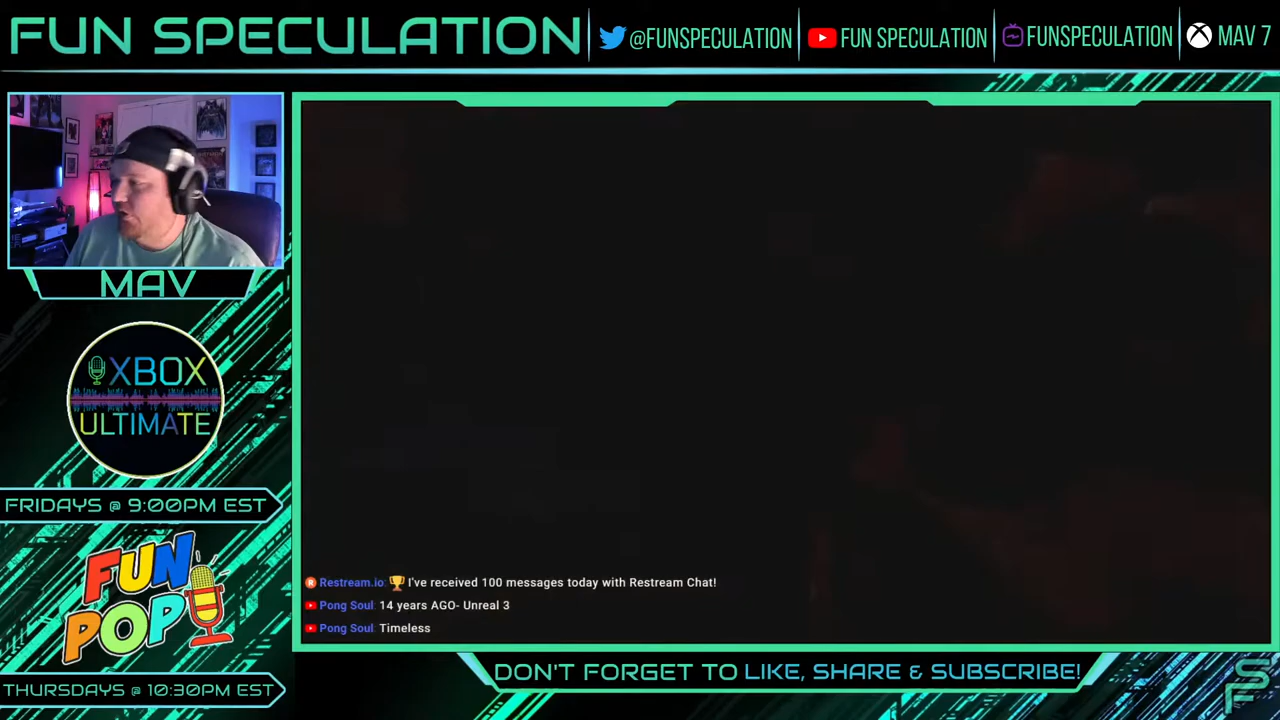 FUN SPECULATION
@FUNSPECULATION
FUN SPECULATION
FUNSPECULATION
MAV 7
MAV
XBOX
ULTIMATE
FRIDAYS @ 9:00PM EST
FUN
POP
THURSDAYS @ 10:30PM EST
Restream.io: I've received 100 messages today with Restream Chat!
Pong Soul: 14 years AGO- Unreal 3
Pong Soul: Timeless
DON'T FORGET TO LIKE, SHARE & SUBSCRIBE!
SF